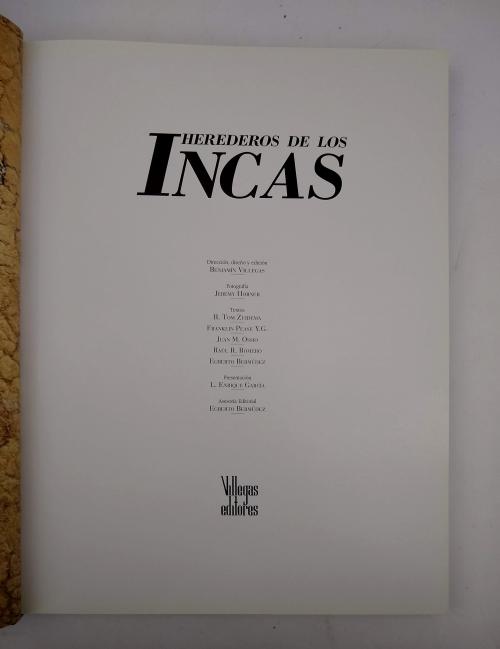 HEREDEROS DE LOS
INCAS
Dirección, diseño y edición
BENJAMÍN VILLEGAS
Fotografía
JEREMY HORNER
Textos
R. TOM ZUIDEMA
FRANKLIN PEASE Y.G.
JUAN M. OSSIO
RAÚL R. ROMERO
EGBERTO BERMÚDEZ
Presentación
L. ENRIQUE GARCÍA
Asesoría Editorial
EGBERTO BERMÚDEZ
Villegas
editores